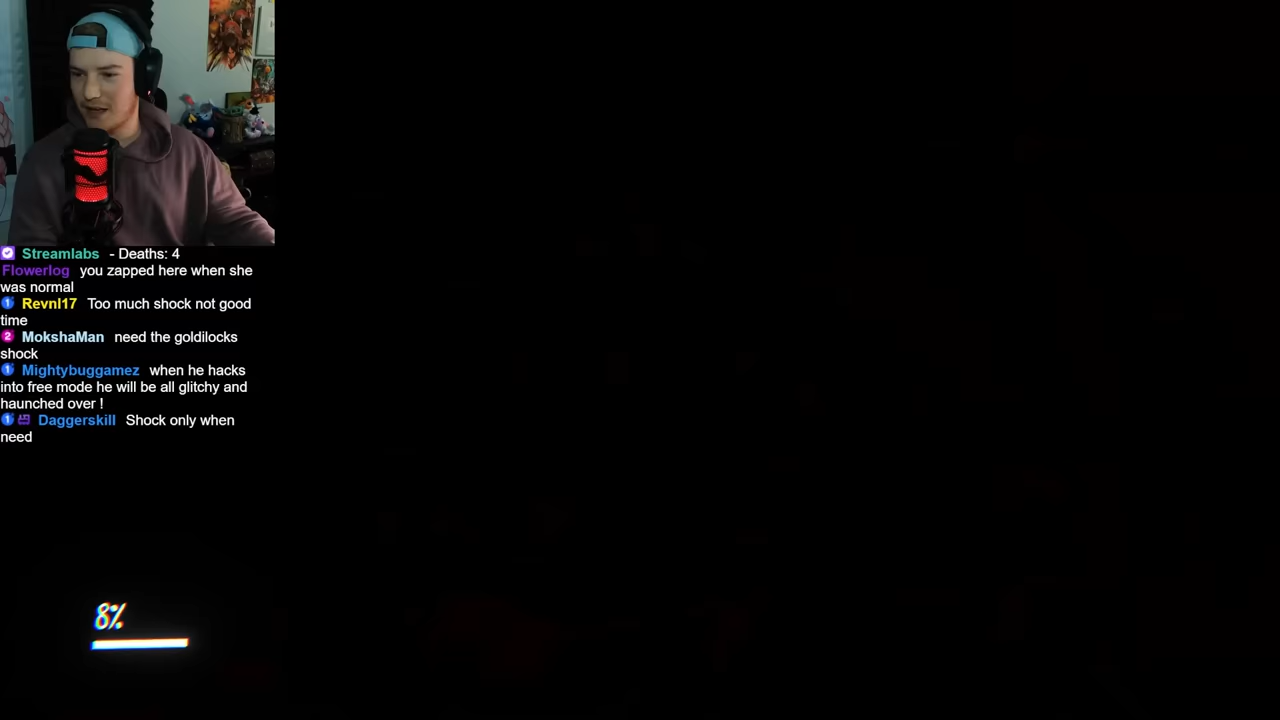 Streamlabs - Deaths: 4
Flowerlog you zapped here when she
was normal
Revnl17 Too much shock not good
time
MokshaMan need the goldilocks
shock
Mightybuggamez when he hacks
into free mode he will be all glitchy and
haunched over !
Daggerskill Shock only when
need
8%